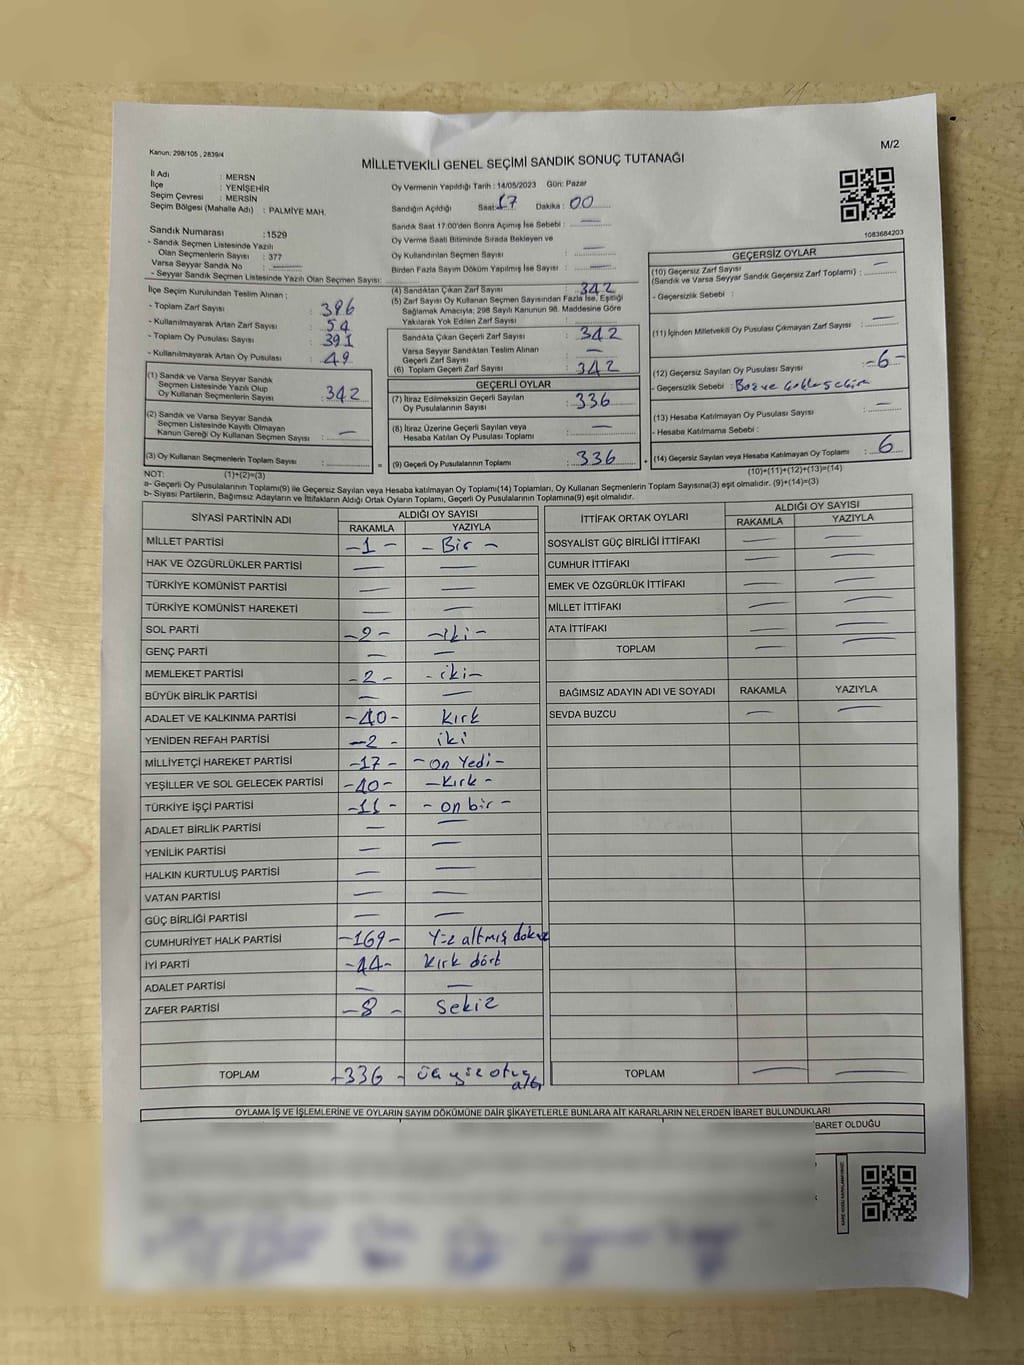 Kanun: 298/105 , 2839/4
M/2
MİLLETVEKİLİ GENEL SEÇİMİ SANDIK SONUÇ TUTANAĞI
İl Adı : MERSN
İlçe : YENİŞEHİR
Seçim Çevresi : MERSİN
Seçim Bölgesi (Mahalle Adı) : PALMİYE MAH.
Oy Vermenin Yapıldığı Tarih : 14/05/2023 Gün: Pazar
Sandığın Açıldığı Saat: 17 Dakika : 00
Sandık Saat 17:00'den Sonra Açımış İse Sebebi : —
Oy Verme Saati Bitiminde Sırada Bekleyen ve
Oy Kullandırılan Seçmen Sayısı : —
Birden Fazla Sayım Döküm Yapılmış İse Sayısı : —
1083684203
Sandık Numarası :1529
- Sandık Seçmen Listesinde Yazılı
Olan Seçmenlerin Sayısı : 377
Varsa Seyyar Sandık No : —
- Seyyar Sandık Seçmen Listesinde Yazılı Olan Seçmen Sayısı:
İlçe Seçim Kurulundan Teslim Alınan :
- Toplam Zarf Sayısı : 396
- Kullanılmayarak Artan Zarf Sayısı : 54
- Toplam Oy Pusulası Sayısı : 391
- Kullanılmayarak Artan Oy Pusulası : 49
(1) Sandık ve Varsa Seyyar Sandık
Seçmen Listesinde Yazılı Olup
Oy Kullanan Seçmenlerin Sayısı : 342
(2) Sandık ve Varsa Seyyar Sandık
Seçmen Listesinde Kayıtlı Olmayan
Kanun Gereği Oy Kullanan Seçmen Sayısı : —
(3) Oy Kullanan Seçmenlerin Toplam Sayısı :
(4) Sandıktan Çıkan Zarf Sayısı : 342
(5) Zarf Sayısı Oy Kullanan Seçmen Sayısından Fazla İse, Eşitliği
Sağlamak Amacıyla; 298 Sayılı Kanunun 98. Maddesine Göre
Yakılarak Yok Edilen Zarf Sayısı :
Sandıkta Çıkan Geçerli Zarf Sayısı : 342
Varsa Seyyar Sandıktan Teslim Alınan
Geçerli Zarf Sayısı : —
(6) Toplam Geçerli Zarf Sayısı : 342
GEÇERLİ OYLAR
(7) İtiraz Edilmeksizin Geçerli Sayılan
Oy Pusulalarının Sayısı : 336
(8) İtiraz Üzerine Geçerli Sayılan veya
Hesaba Katılan Oy Pusulası Toplamı : —
= (9) Geçerli Oy Pusulalarının Toplamı : 336
GEÇERSİZ OYLAR
(10) Geçersiz Zarf Sayısı
(Sandık ve Varsa Seyyar Sandık Geçersiz Zarf Toplamı) : —
- Geçersizlik Sebebi :
(11) İçinden Milletvekili Oy Pusulası Çıkmayan Zarf Sayısı : —
(12) Geçersiz Sayılan Oy Pusulası Sayısı : -6-
- Geçersizlik Sebebi :
(13) Hesaba Katılmayan Oy Pusulası Sayısı : —
- Hesaba Katılmama Sebebi :
+ (14) Geçersiz Sayılan veya Hesaba Katılmayan Oy Toplamı : 6
NOT: (1)+(2)=(3)
(10)+(11)+(12)+(13)=(14)
a- Geçerli Oy Pusulalarının Toplamı(9) ile Geçersiz Sayılan veya Hesaba katılmayan Oy Toplamı(14) Toplamları, Oy Kullanan Seçmenlerin Toplam Sayısına(3) eşit olmalıdır. (9)+(14)=(3)
b- Siyasi Partilerin, Bağımsız Adayların ve İttifakların Aldığı Ortak Oyların Toplamı, Geçerli Oy Pusulalarının Toplamına(9) eşit olmalıdır.
SİYASİ PARTİNİN ADI ALDIĞI OY SAYISI
RAKAMLA YAZIYLA
MİLLET PARTİSİ -1- -Bir-
HAK VE ÖZGÜRLÜKLER PARTİSİ — —
TÜRKİYE KOMÜNİST PARTİSİ — —
TÜRKİYE KOMÜNİST HAREKETİ — —
SOL PARTİ -2- -iki-
GENÇ PARTİ — —
MEMLEKET PARTİSİ -2- -iki-
BÜYÜK BİRLİK PARTİSİ — —
ADALET VE KALKINMA PARTİSİ -40- Kırk
YENİDEN REFAH PARTİSİ -2- iki
MİLLİYETÇİ HAREKET PARTİSİ -17- -On Yedi-
YEŞİLLER VE SOL GELECEK PARTİSİ -40- -Kırk-
TÜRKİYE İŞÇİ PARTİSİ -11- -on bir-
ADALET BİRLİK PARTİSİ — —
YENİLİK PARTİSİ — —
HALKIN KURTULUŞ PARTİSİ — —
VATAN PARTİSİ — —
GÜÇ BİRLİĞİ PARTİSİ — —
CUMHURİYET HALK PARTİSİ -169- Yüz altmış dokuz
İYİ PARTİ -44- Kırk dört
ADALET PARTİSİ — —
ZAFER PARTİSİ -8- Sekiz
TOPLAM -336- üç yüz otuz
altı
İTTİFAK ORTAK OYLARI ALDIĞI OY SAYISI
RAKAMLA YAZIYLA
SOSYALİST GÜÇ BİRLİĞİ İTTİFAKI — —
CUMHUR İTTİFAKI — —
EMEK VE ÖZGÜRLÜK İTTİFAKI — —
MİLLET İTTİFAKI — —
ATA İTTİFAKI — —
TOPLAM — —
BAĞIMSIZ ADAYIN ADI VE SOYADI RAKAMLA YAZIYLA
SEVDA BUZCU — —
TOPLAM — —
OYLAMA İŞ VE İŞLEMLERİNE VE OYLARIN SAYIM DÖKÜMÜNE DAİR ŞİKAYETLERLE BUNLARA AİT KARARLARIN NELERDEN İBARET BULUNDUKLARI
İBARET OLDUĞU